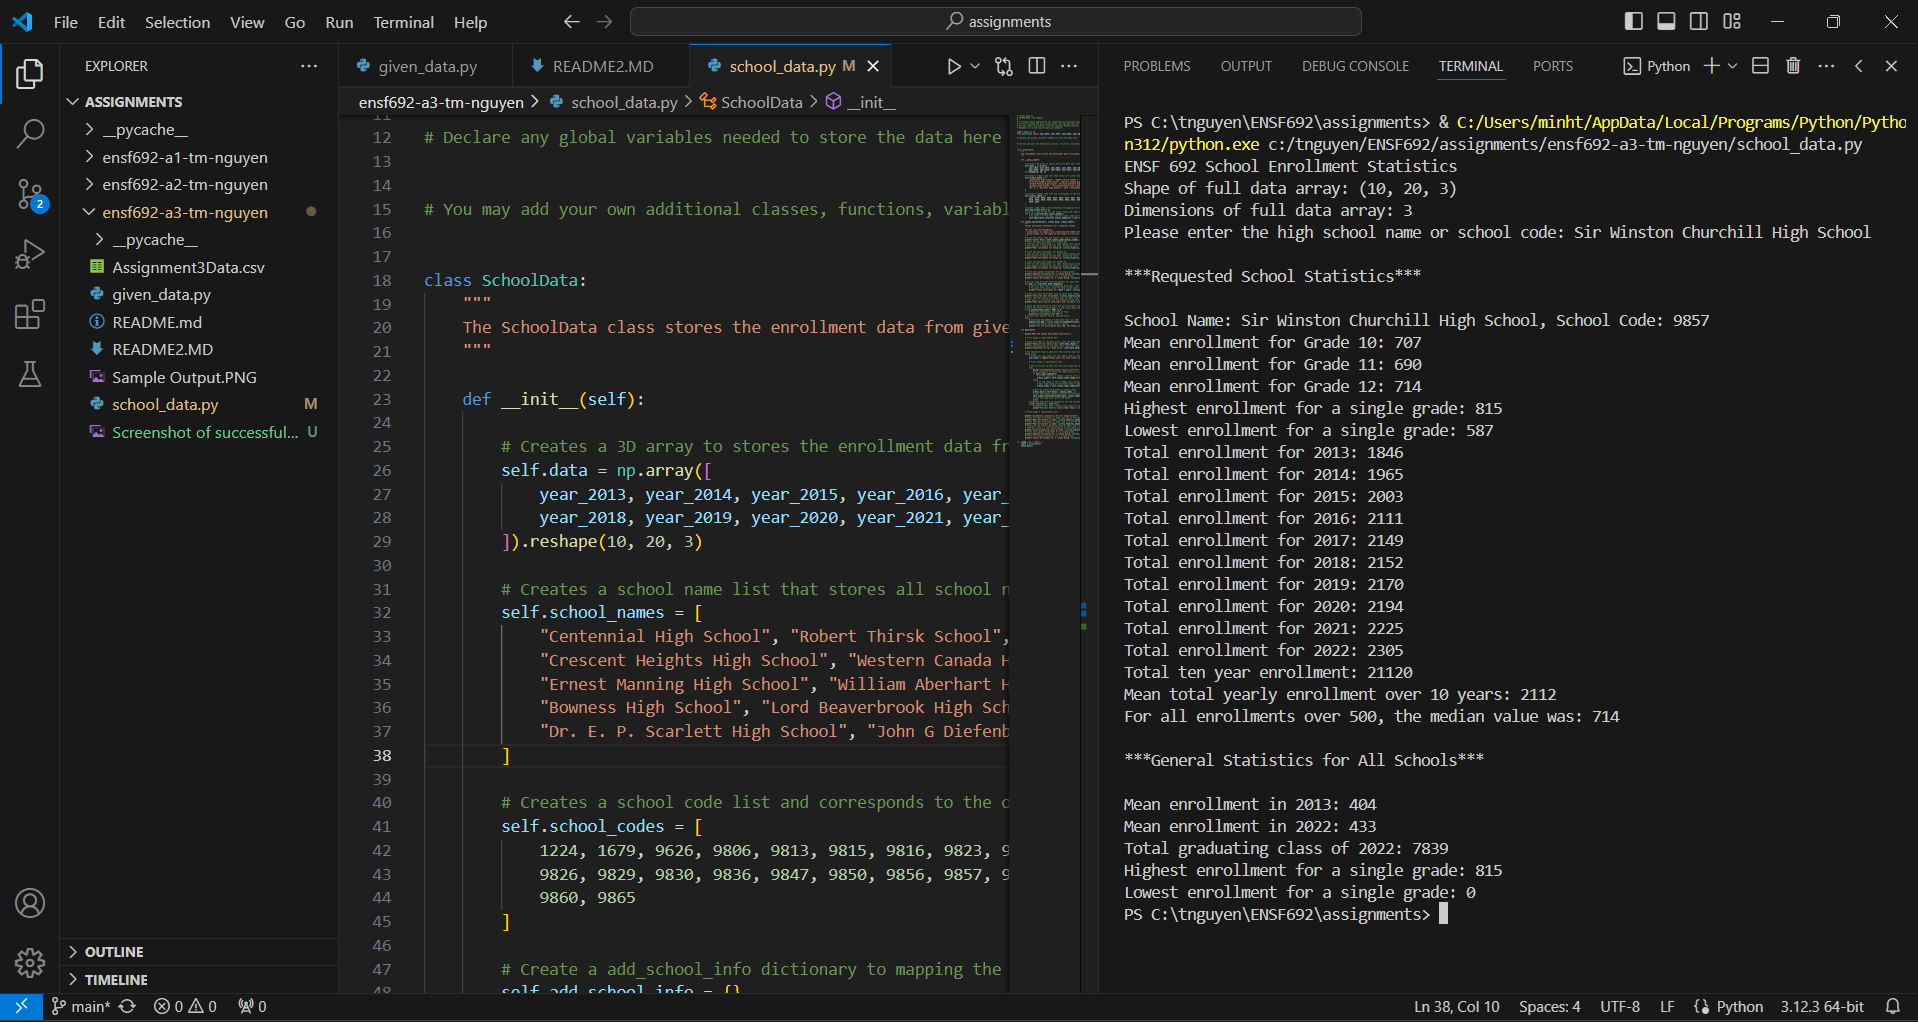 File Edit Selection View Go Run Terminal Help
assignments
EXPLORER
ASSIGNMENTS
__pycache__
ensf692-a1-tm-nguyen
ensf692-a2-tm-nguyen
ensf692-a3-tm-nguyen
__pycache__
Assignment3Data.csv
given_data.py
README.md
README2.MD
Sample Output.PNG
school_data.py M
Screenshot of successful... U
OUTLINE
TIMELINE
2
given_data.py README2.MD school_data.py M
ensf692-a3-tm-nguyen > school_data.py > SchoolData > __init__
11
12 # Declare any global variables needed to store the data here
13
14
15 # You may add your own additional classes, functions, variabl
16
17
18 class SchoolData:
19 """
20 The SchoolData class stores the enrollment data from give
21 """
22
23 def __init__(self):
24
25 # Creates a 3D array to stores the enrollment data fr
26 self.data = np.array([
27 year_2013, year_2014, year_2015, year_2016, year_
28 year_2018, year_2019, year_2020, year_2021, year_
29 ]).reshape(10, 20, 3)
30
31 # Creates a school name list that stores all school n
32 self.school_names = [
33 "Centennial High School", "Robert Thirsk School",
34 "Crescent Heights High School", "Western Canada H
35 "Ernest Manning High School", "William Aberhart H
36 "Bowness High School", "Lord Beaverbrook High Sch
37 "Dr. E. P. Scarlett High School", "John G Diefenb
38 ]
39
40 # Creates a school code list and corresponds to the o
41 self.school_codes = [
42 1224, 1679, 9626, 9806, 9813, 9815, 9816, 9823, 9
43 9826, 9829, 9830, 9836, 9847, 9850, 9856, 9857, 9
44 9860, 9865
45 ]
46
47 # Create a add_school_info dictionary to mapping the
48 self.add_school_info = {}
PROBLEMS OUTPUT DEBUG CONSOLE TERMINAL PORTS Python
PS C:\tnguyen\ENSF692\assignments> & C:/Users/minht/AppData/Local/Programs/Python/Pytho
n312/python.exe c:/tnguyen/ENSF692/assignments/ensf692-a3-tm-nguyen/school_data.py
ENSF 692 School Enrollment Statistics
Shape of full data array: (10, 20, 3)
Dimensions of full data array: 3
Please enter the high school name or school code: Sir Winston Churchill High School
***Requested School Statistics***
School Name: Sir Winston Churchill High School, School Code: 9857
Mean enrollment for Grade 10: 707
Mean enrollment for Grade 11: 690
Mean enrollment for Grade 12: 714
Highest enrollment for a single grade: 815
Lowest enrollment for a single grade: 587
Total enrollment for 2013: 1846
Total enrollment for 2014: 1965
Total enrollment for 2015: 2003
Total enrollment for 2016: 2111
Total enrollment for 2017: 2149
Total enrollment for 2018: 2152
Total enrollment for 2019: 2170
Total enrollment for 2020: 2194
Total enrollment for 2021: 2225
Total enrollment for 2022: 2305
Total ten year enrollment: 21120
Mean total yearly enrollment over 10 years: 2112
For all enrollments over 500, the median value was: 714
***General Statistics for All Schools***
Mean enrollment in 2013: 404
Mean enrollment in 2022: 433
Total graduating class of 2022: 7839
Highest enrollment for a single grade: 815
Lowest enrollment for a single grade: 0
PS C:\tnguyen\ENSF692\assignments>
main* 0 0 0
Ln 38, Col 10 Spaces: 4 UTF-8 LF Python 3.12.3 64-bit